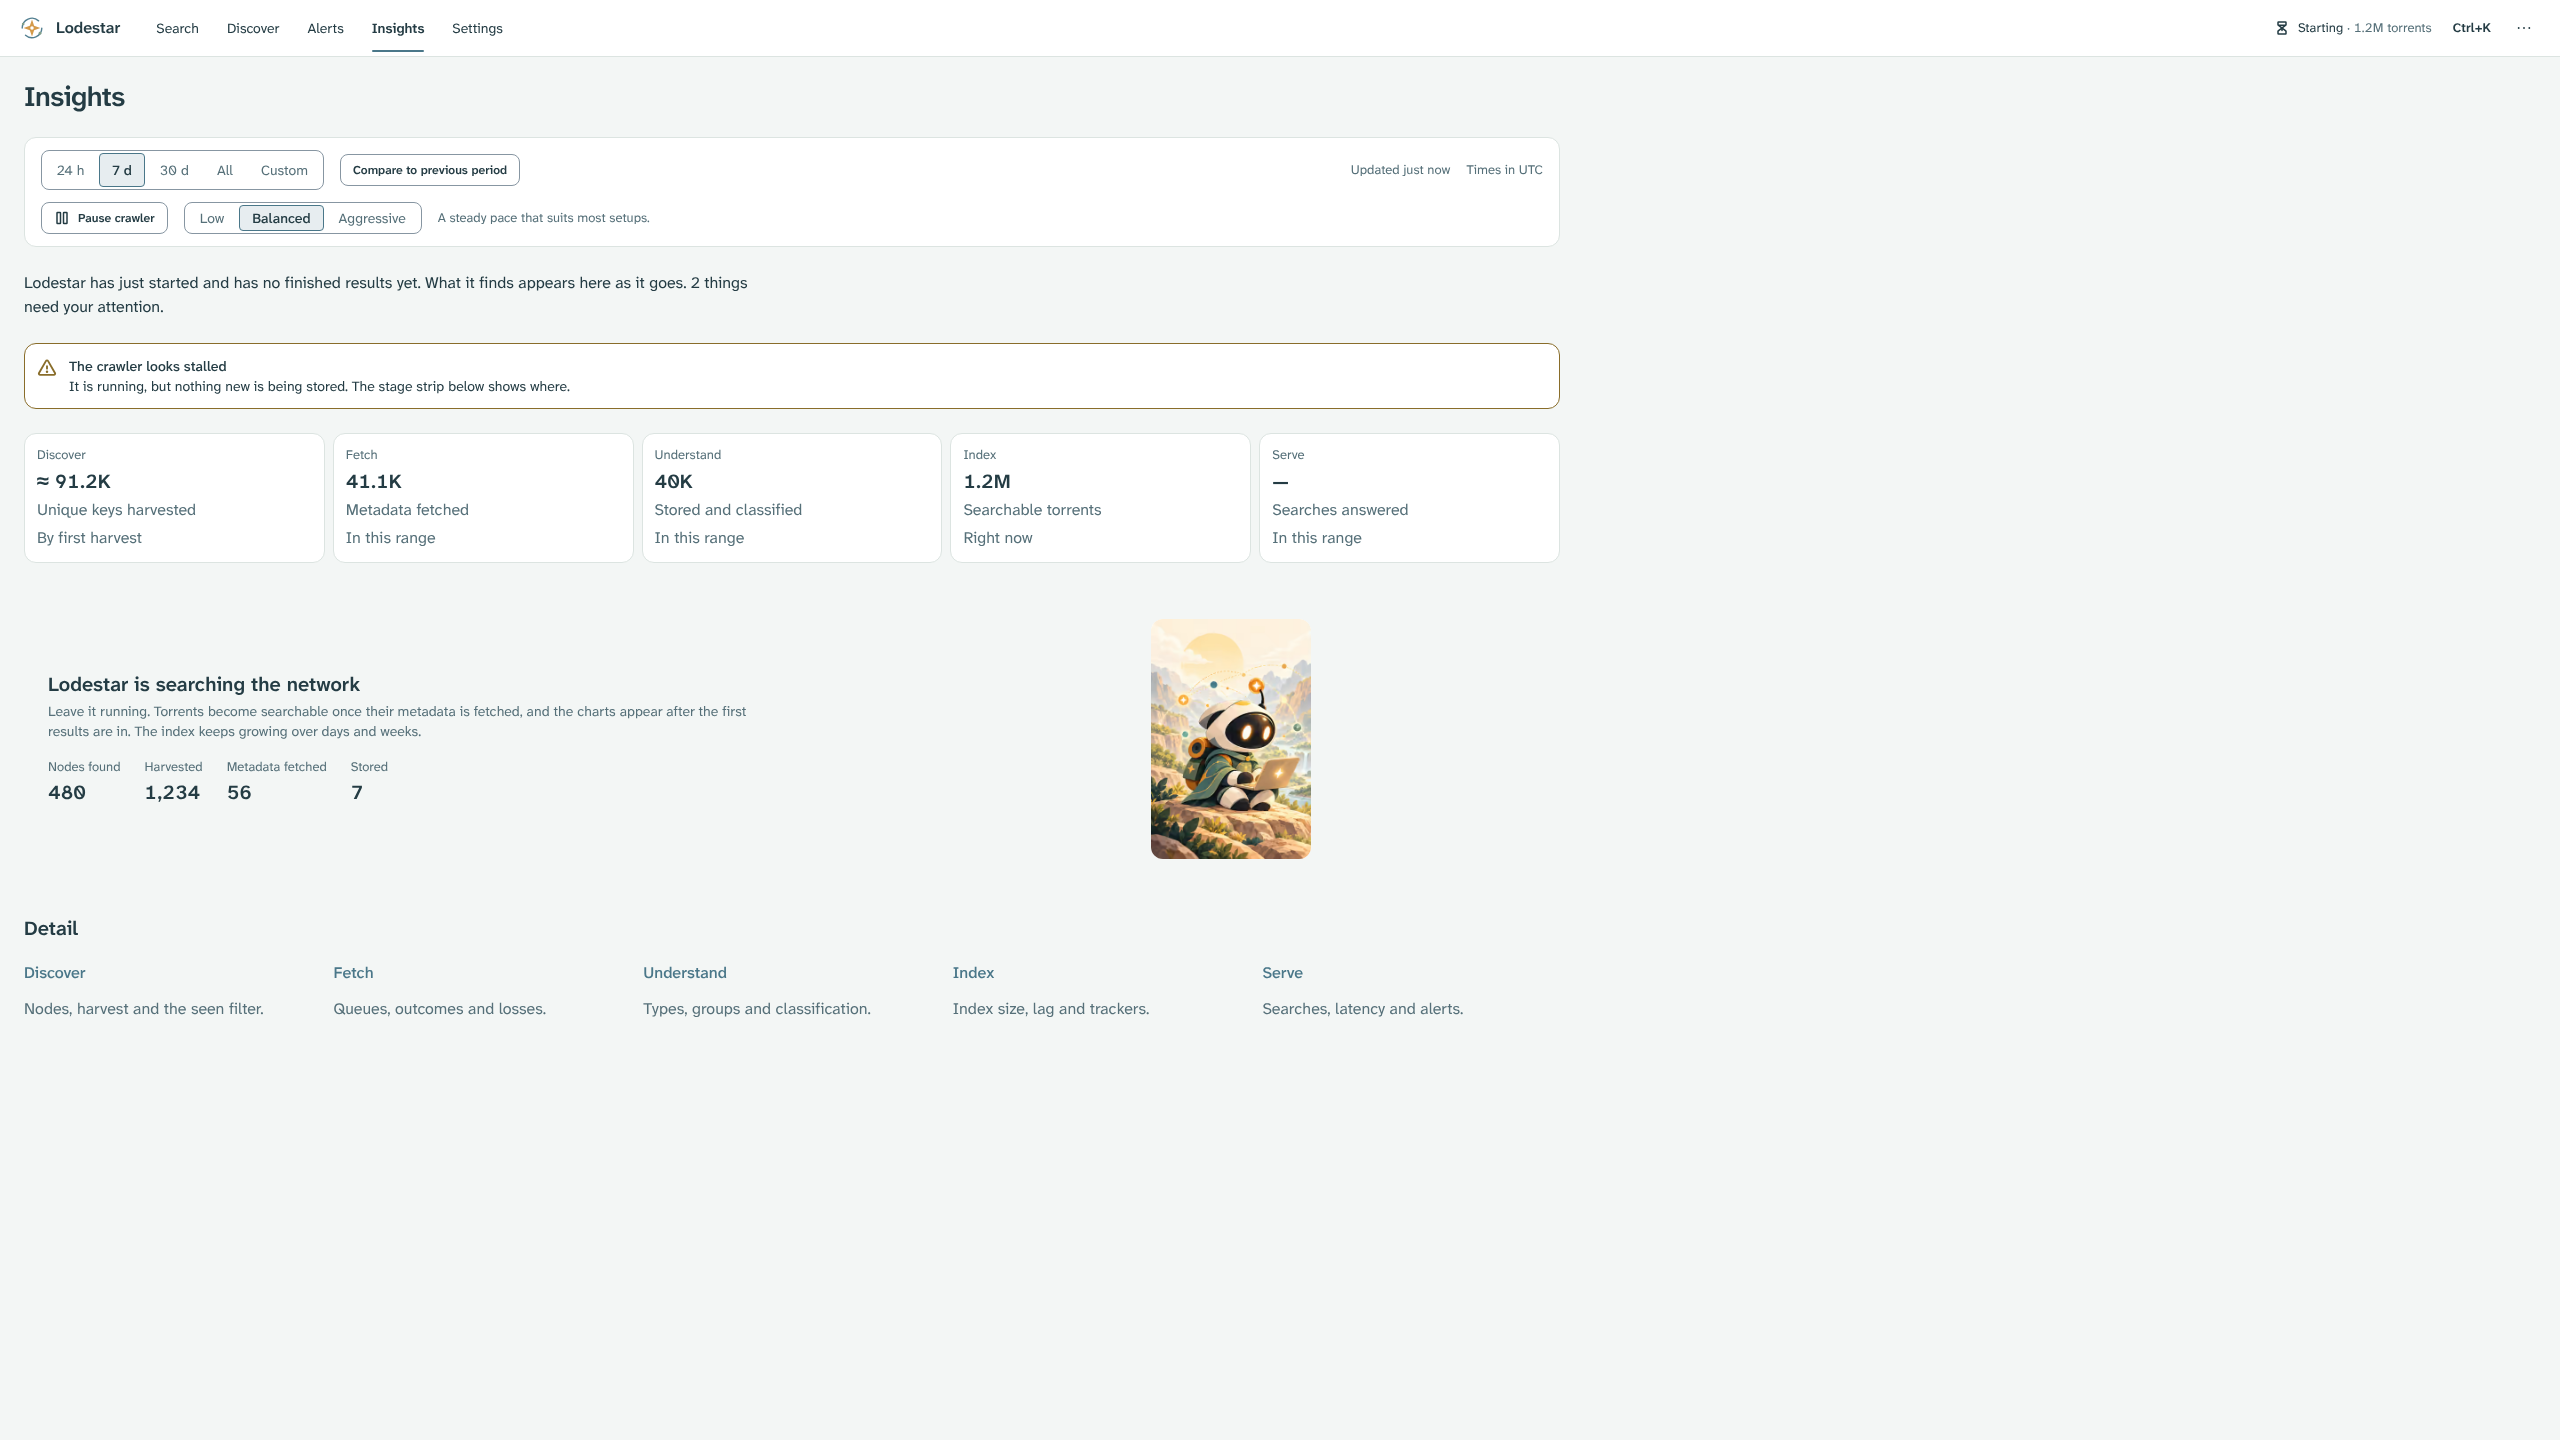 Lodestar Search Discover Alerts Insights Settings Starting · 1.2M torrents Ctrl+K ···
Insights
24 h 7 d 30 d All Custom Compare to previous period Updated just now Times in UTC
Pause crawler Low Balanced Aggressive A steady pace that suits most setups.
Lodestar has just started and has no finished results yet. What it finds appears here as it goes. 2 things
need your attention.
The crawler looks stalled
It is running, but nothing new is being stored. The stage strip below shows where.
Discover
≈ 91.2K
Unique keys harvested
By first harvest
Fetch
41.1K
Metadata fetched
In this range
Understand
40K
Stored and classified
In this range
Index
1.2M
Searchable torrents
Right now
Serve
—
Searches answered
In this range
Lodestar is searching the network
Leave it running. Torrents become searchable once their metadata is fetched, and the charts appear after the first
results are in. The index keeps growing over days and weeks.
Nodes found Harvested Metadata fetched Stored
480 1,234 56 7
Detail
Discover
Nodes, harvest and the seen filter.
Fetch
Queues, outcomes and losses.
Understand
Types, groups and classification.
Index
Index size, lag and trackers.
Serve
Searches, latency and alerts.